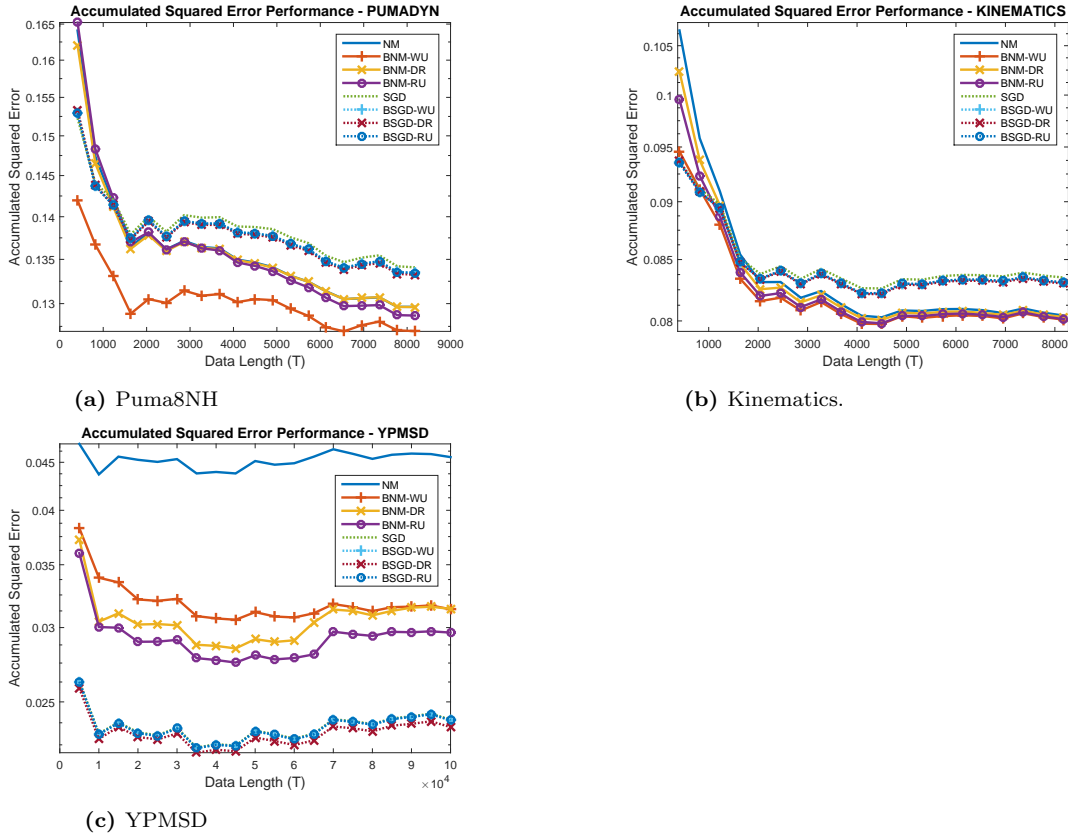 Accumulated Squared Error Performance - PUMADYN
Accumulated Squared Error
0.165
0.16
0.155
0.15
0.145
0.14
0.135
0.13
NM
BNM-WU
BNM-DR
BNM-RU
SGD
BSGD-WU
BSGD-DR
BSGD-RU
0 1000 2000 3000 4000 5000 6000 7000 8000 9000
Data Length (T)
(a) Puma8NH
Accumulated Squared Error Performance - KINEMATICS
Accumulated Squared Error
0.105
0.1
0.095
0.09
0.085
0.08
NM
BNM-WU
BNM-DR
BNM-RU
SGD
BSGD-WU
BSGD-DR
BSGD-RU
1000 2000 3000 4000 5000 6000 7000 8000
Data Length (T)
(b) Kinematics.
Accumulated Squared Error Performance - YPMSD
Accumulated Squared Error
0.045
0.04
0.035
0.03
0.025
NM
BNM-WU
BNM-DR
BNM-RU
SGD
BSGD-WU
BSGD-DR
BSGD-RU
0 1 2 3 4 5 6 7 8 9 10
Data Length (T)
× 10^4
(c) YPMSD